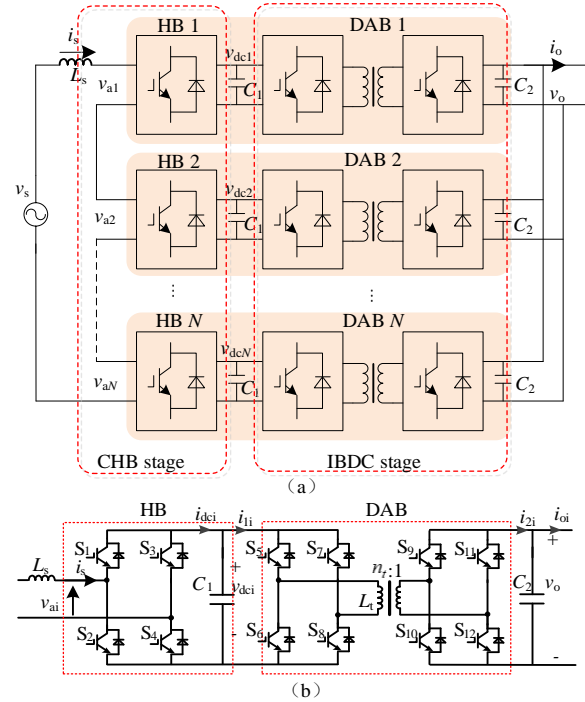 HB 1 DAB 1
i_s
L_s
v_a1
v_dc1
C_1
C_2
i_o
v_o
HB 2 DAB 2
v_s
v_a2
v_dc2
C_1
C_2
⋮ ⋮
HB N DAB N
v_aN
v_dcN
C_1
C_2
CHB stage IBDC stage
（a）
HB DAB
i_dci i_1i i_2i i_oi
S_1 S_3 S_5 S_7 S_9 S_11
L_s i_s + n_t:1 +
v_ai C_1 v_dci L_t C_2 v_o
S_2 S_4 - S_6 S_8 S_10 S_12 -
（b）